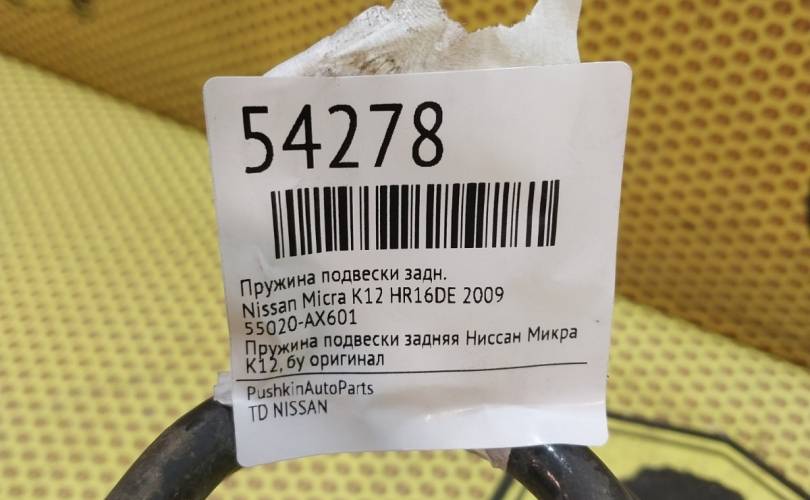 54278
Пружина подвески задн.
Nissan Micra K12 HR16DE 2009
55020-AX601
Пружина подвески задняя Ниссан Микра
К12, бу оригинал
PushkinAutoParts
TD NISSAN